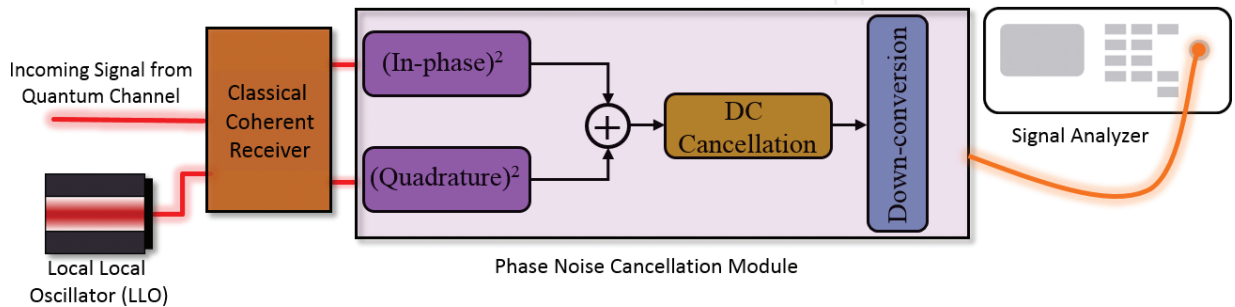 Incoming Signal from
Quantum Channel
Local Local
Oscillator (LLO)
Classical
Coherent
Receiver
(In-phase)²
(Quadrature)²
+
DC
Cancellation
Down-conversion
Phase Noise Cancellation Module
Signal Analyzer